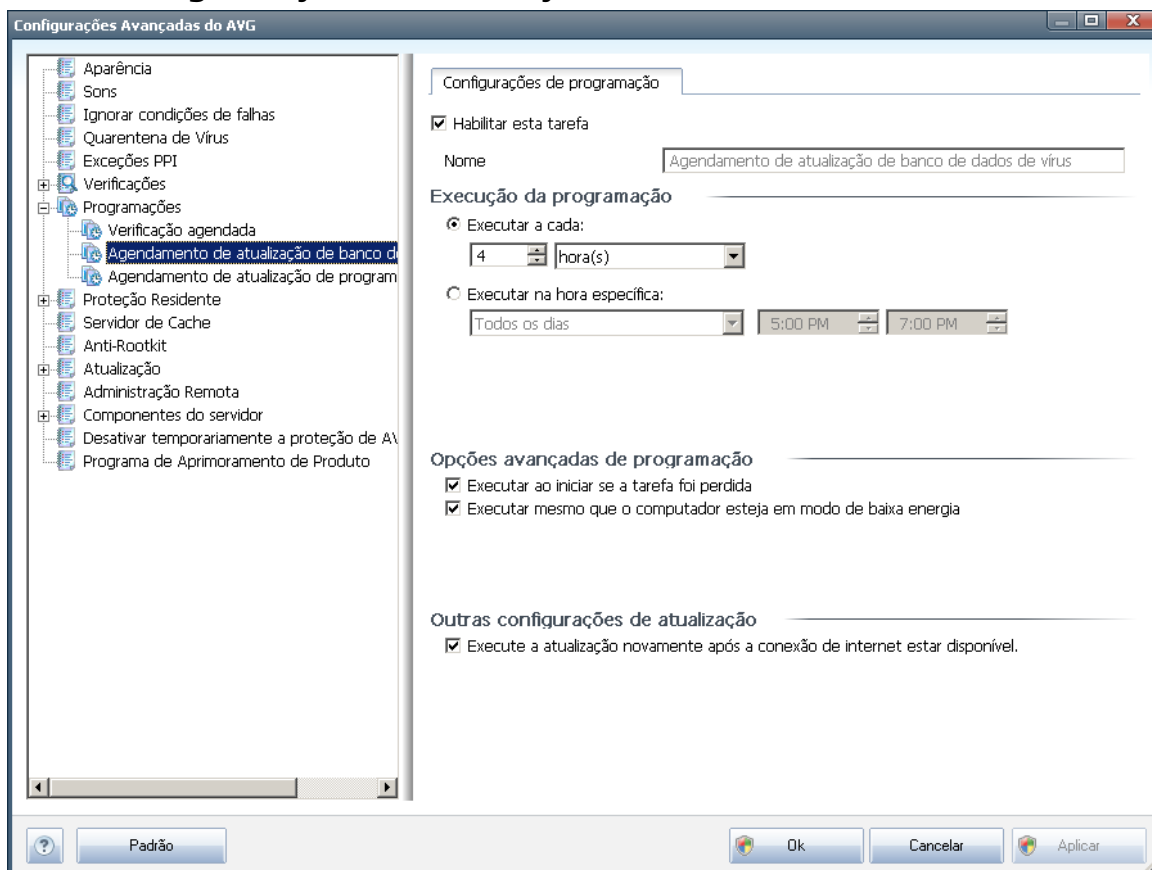 Configurações Avançadas do AVG
Aparência
Sons
Ignorar condições de falhas
Quarentena de Vírus
Exceções PPI
Verificações
Programações
Verificação agendada
Agendamento de atualização de banco d
Agendamento de atualização de program
Proteção Residente
Servidor de Cache
Anti-Rootkit
Atualização
Administração Remota
Componentes do servidor
Desativar temporariamente a proteção de AV
Programa de Aprimoramento de Produto
Configurações de programação
Habilitar esta tarefa
Nome Agendamento de atualização de banco de dados de vírus
Execução da programação
Executar a cada:
4 hora(s)
Executar na hora específica:
Todos os dias 5:00 PM 7:00 PM
Opções avançadas de programação
Executar ao iniciar se a tarefa foi perdida
Executar mesmo que o computador esteja em modo de baixa energia
Outras configurações de atualização
Execute a atualização novamente após a conexão de internet estar disponível.
? Padrão Ok Cancelar Aplicar